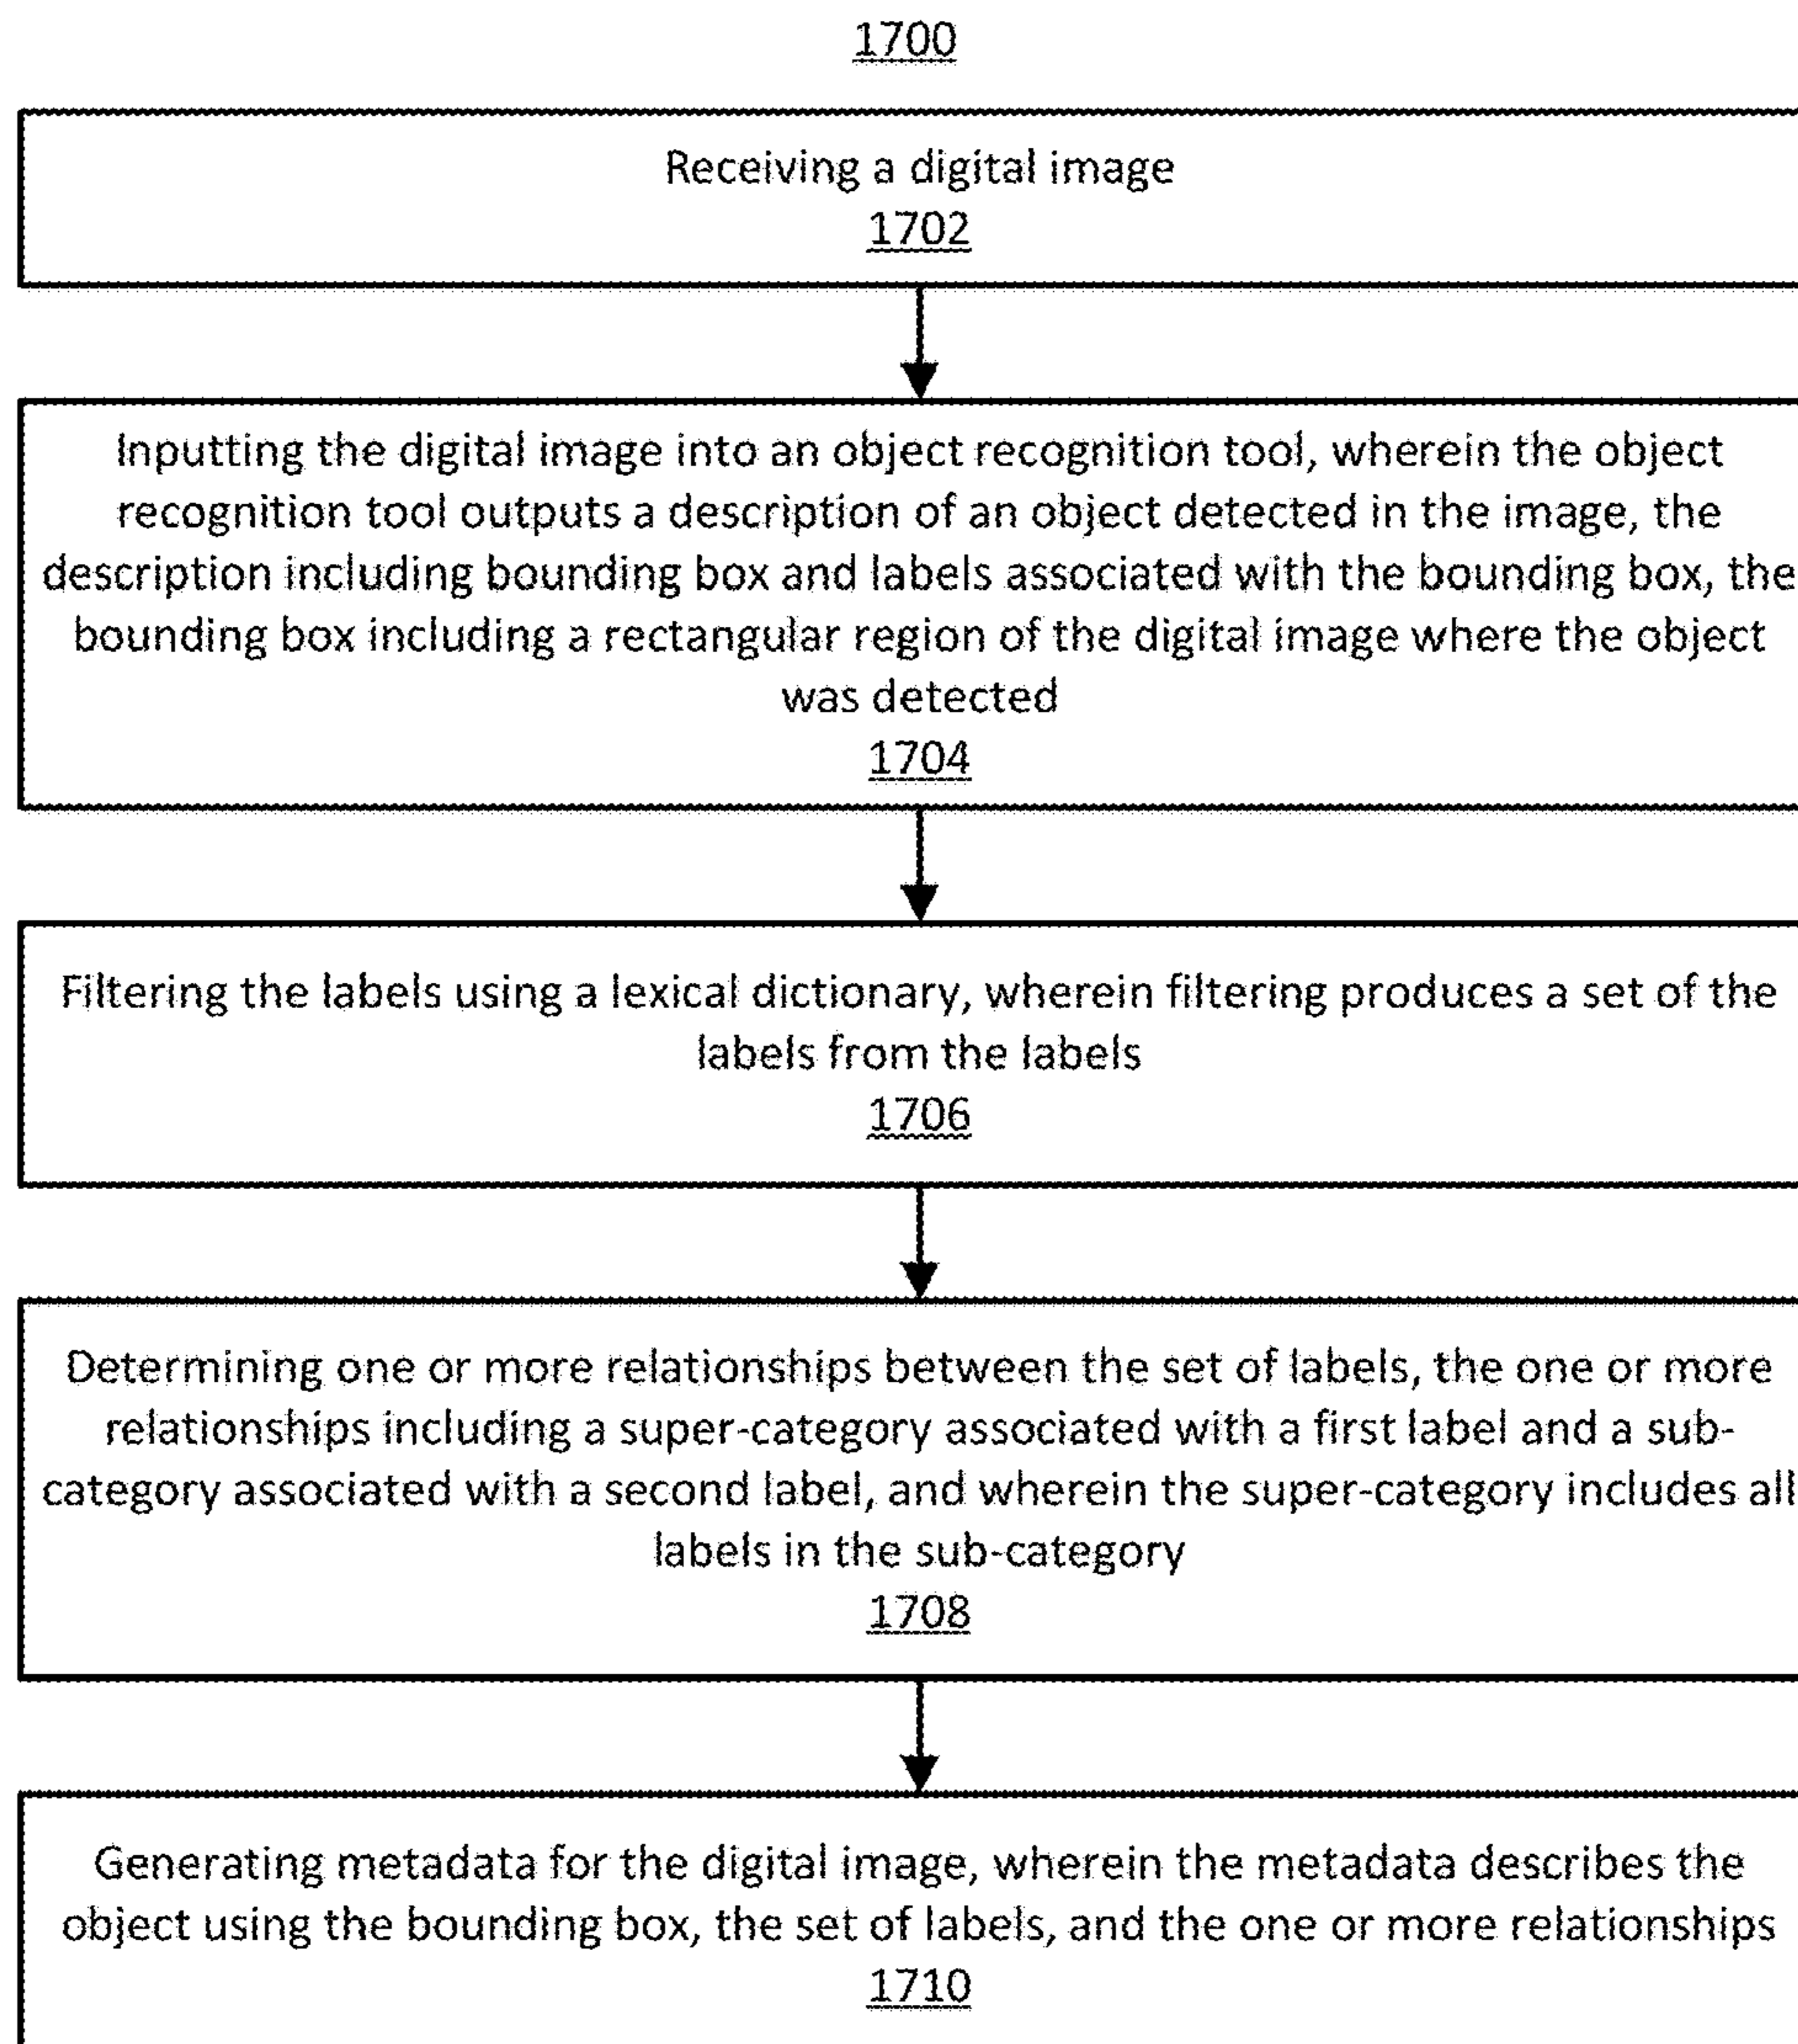 1700
Receiving a digital image
1702
Inputting the digital image into an object recognition tool, wherein the object
recognition tool outputs a description of an object detected in the image, the
description including bounding box and labels associated with the bounding box, the
bounding box including a rectangular region of the digital image where the object
was detected
1704
Filtering the labels using a lexical dictionary, wherein filtering produces a set of the
labels from the labels
1706
Determining one or more relationships between the set of labels, the one or more
relationships including a super-category associated with a first label and a sub-
category associated with a second label, and wherein the super-category includes all
labels in the sub-category
1708
Generating metadata for the digital image, wherein the metadata describes the
object using the bounding box, the set of labels, and the one or more relationships
1710